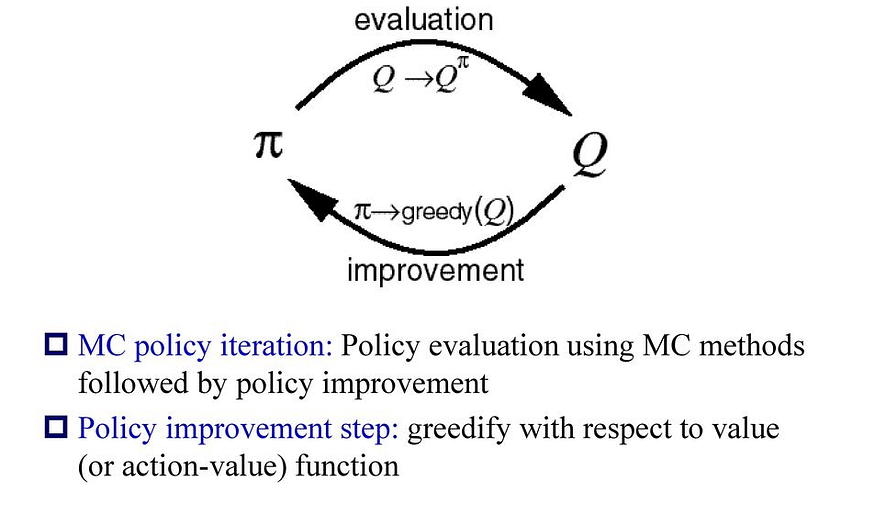 evaluation
Q →Qπ
π
Q
π→greedy(Q)
improvement
MC policy iteration: Policy evaluation using MC methods
followed by policy improvement
Policy improvement step: greedify with respect to value
(or action-value) function